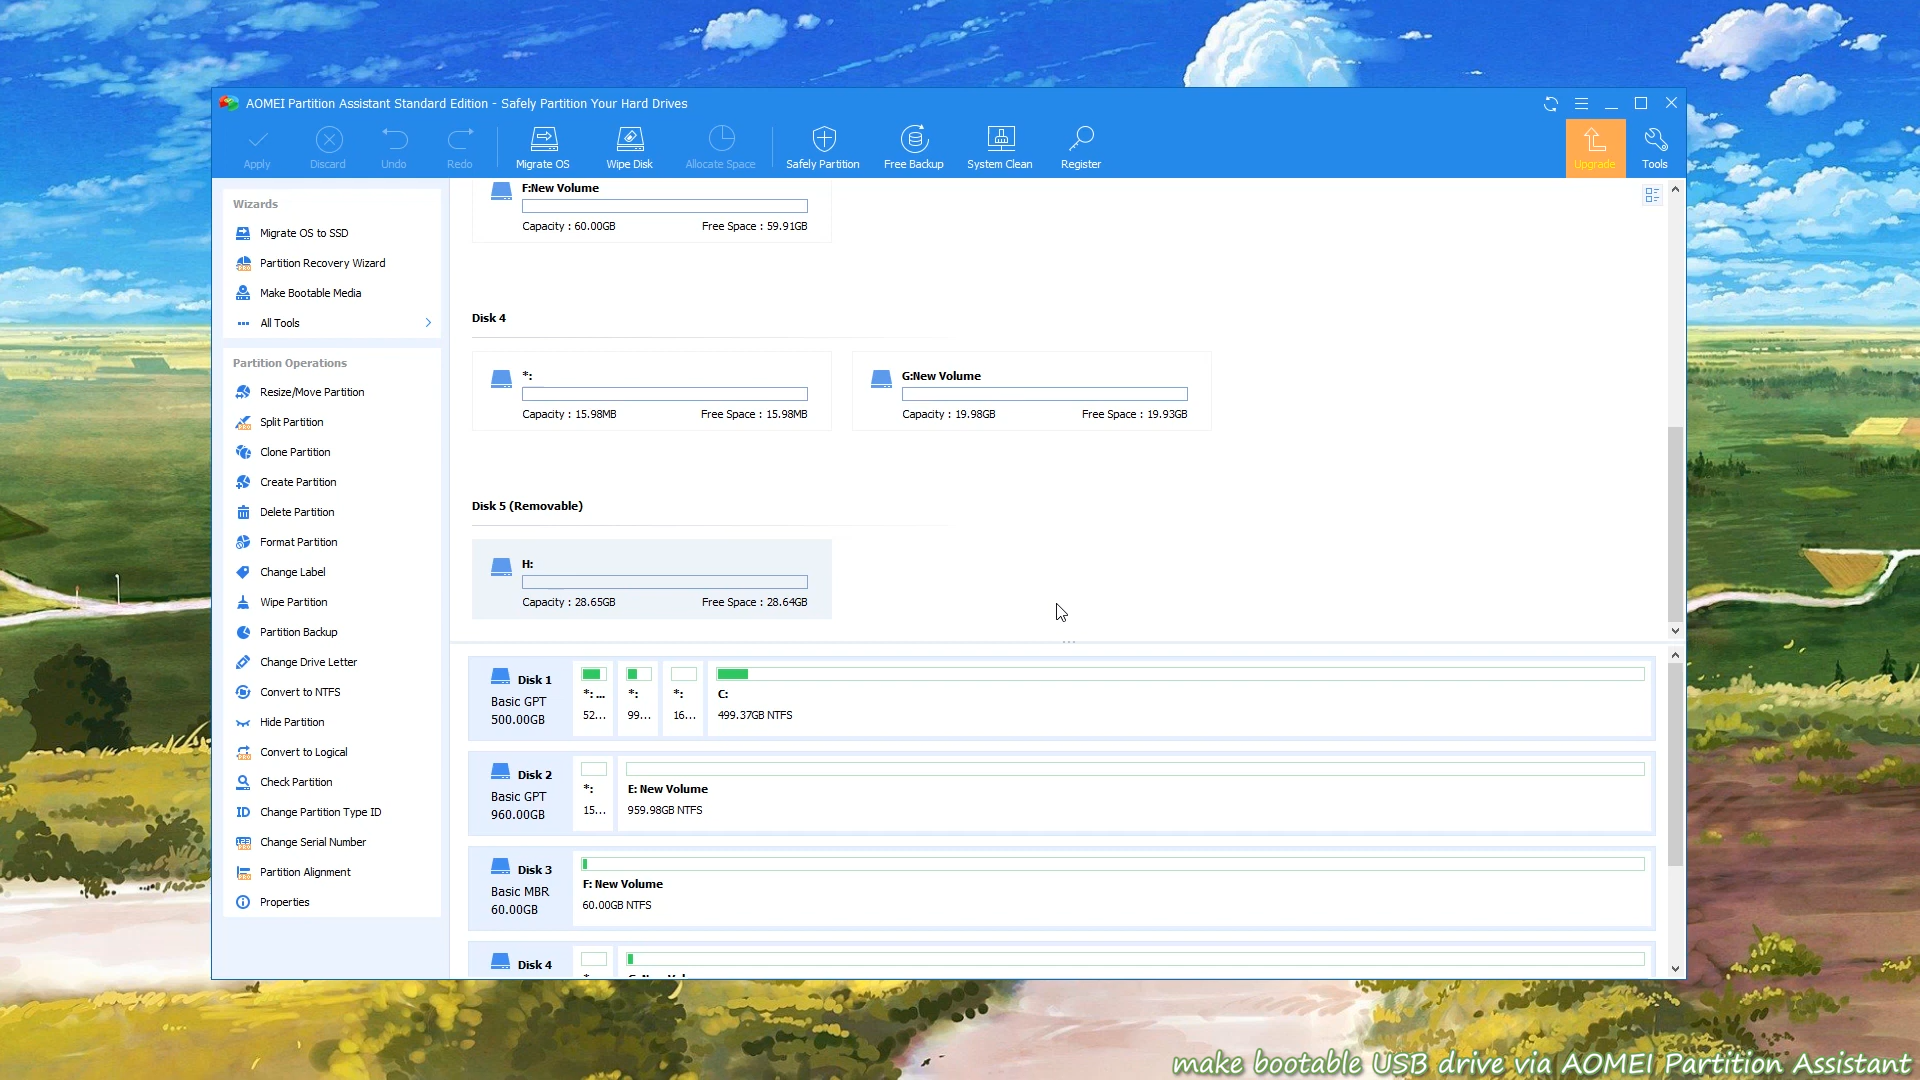 AOMEI Partition Assistant Standard Edition - Safely Partition Your Hard Drives
Apply
Discard
Undo
Redo
Migrate OS
Wipe Disk
Allocate Space
Safely Partition
Free Backup
System Clean
Register
Upgrade
Tools
Wizards
Migrate OS to SSD
Partition Recovery Wizard
Make Bootable Media
All Tools
Partition Operations
Resize/Move Partition
Split Partition
Clone Partition
Create Partition
Delete Partition
Format Partition
Change Label
Wipe Partition
Partition Backup
Change Drive Letter
Convert to NTFS
Hide Partition
Convert to Logical
Check Partition
Change Partition Type ID
Change Serial Number
Partition Alignment
Properties
F:New Volume
Capacity : 60.00GB Free Space : 59.91GB
Disk 4
*:
Capacity : 15.98MB Free Space : 15.98MB
G:New Volume
Capacity : 19.98GB Free Space : 19.93GB
Disk 5 (Removable)
H:
Capacity : 28.65GB Free Space : 28.64GB
Disk 1
Basic GPT
500.00GB
*: ...
52...
*:
99...
*:
16...
C:
499.37GB NTFS
Disk 2
Basic GPT
960.00GB
*:
15...
E: New Volume
959.98GB NTFS
Disk 3
Basic MBR
60.00GB
F: New Volume
60.00GB NTFS
Disk 4
make bootable USB drive via AOMEI Partition Assistant